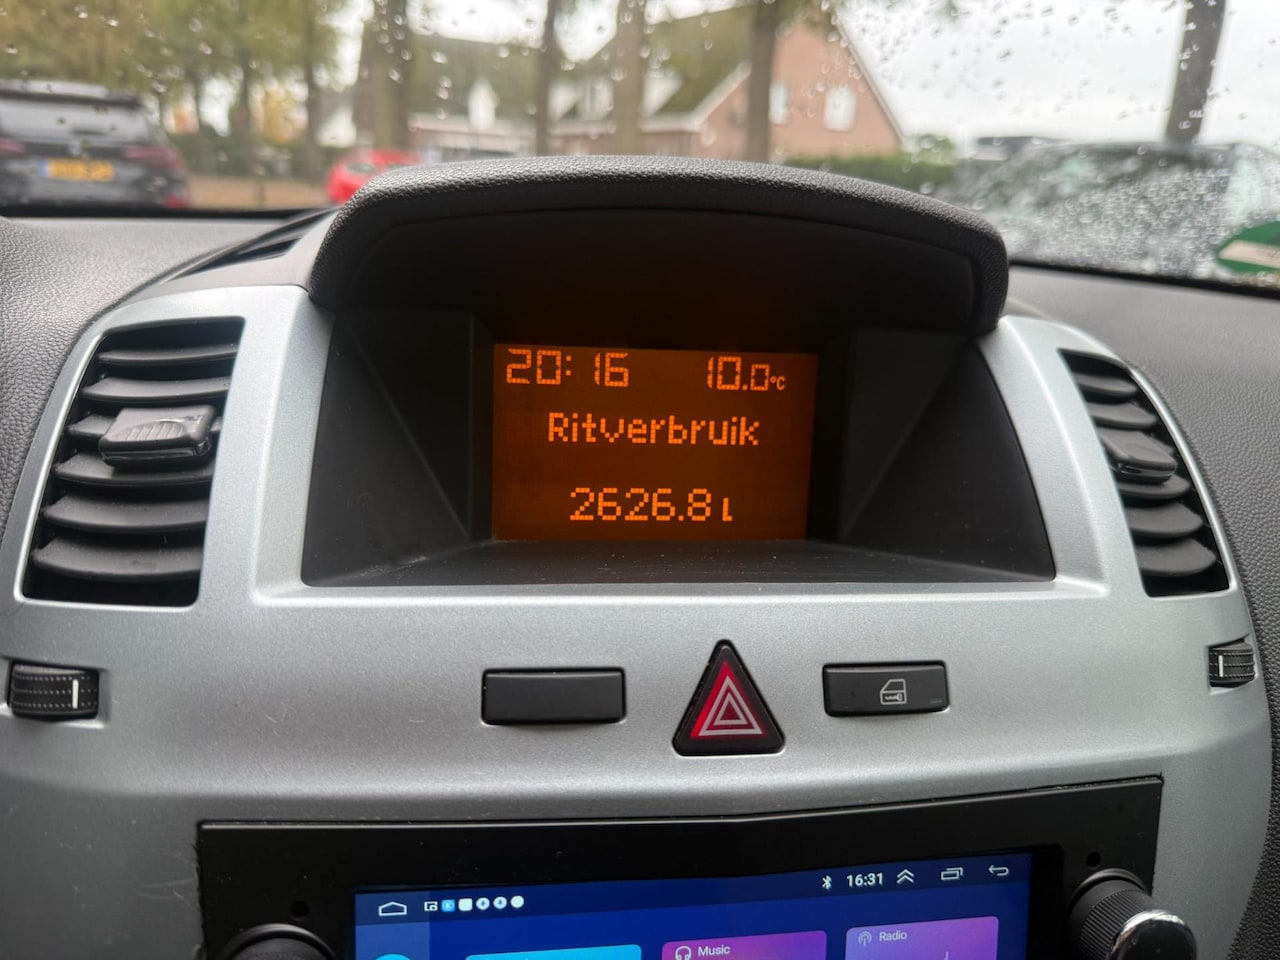 20:16 10.0°C
Ritverbruik
2626.8 l
16:31
Music
Radio